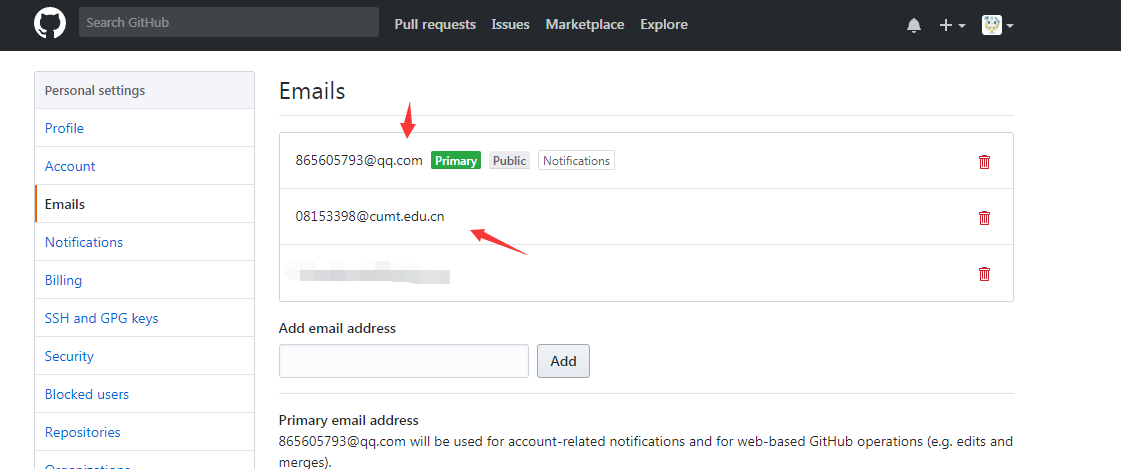 Search GitHub
Pull requests
Issues
Marketplace
Explore
Personal settings
Profile
Account
Emails
Notifications
Billing
SSH and GPG keys
Security
Blocked users
Repositories
Organizations
Emails
865605793@qq.com Primary Public Notifications
08153398@cumt.edu.cn
Add email address
Add
Primary email address
865605793@qq.com will be used for account-related notifications and for web-based GitHub operations (e.g. edits and
merges).